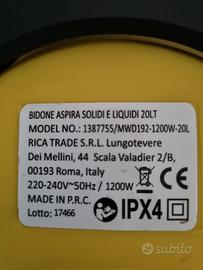 BIDONE ASPIRA SOLIDI E LIQUIDI 20LT
MODEL NO.: 1387755/MWD192-1200W-20L
RICA TRADE S.R.L. Lungotevere
Dei Mellini, 44 Scala Valadier 2/B,
00193 Roma, Italy
220-240V~50Hz / 1200W
MADE IN P.R.C.
Lotto: 17466
CE IPX4
subito